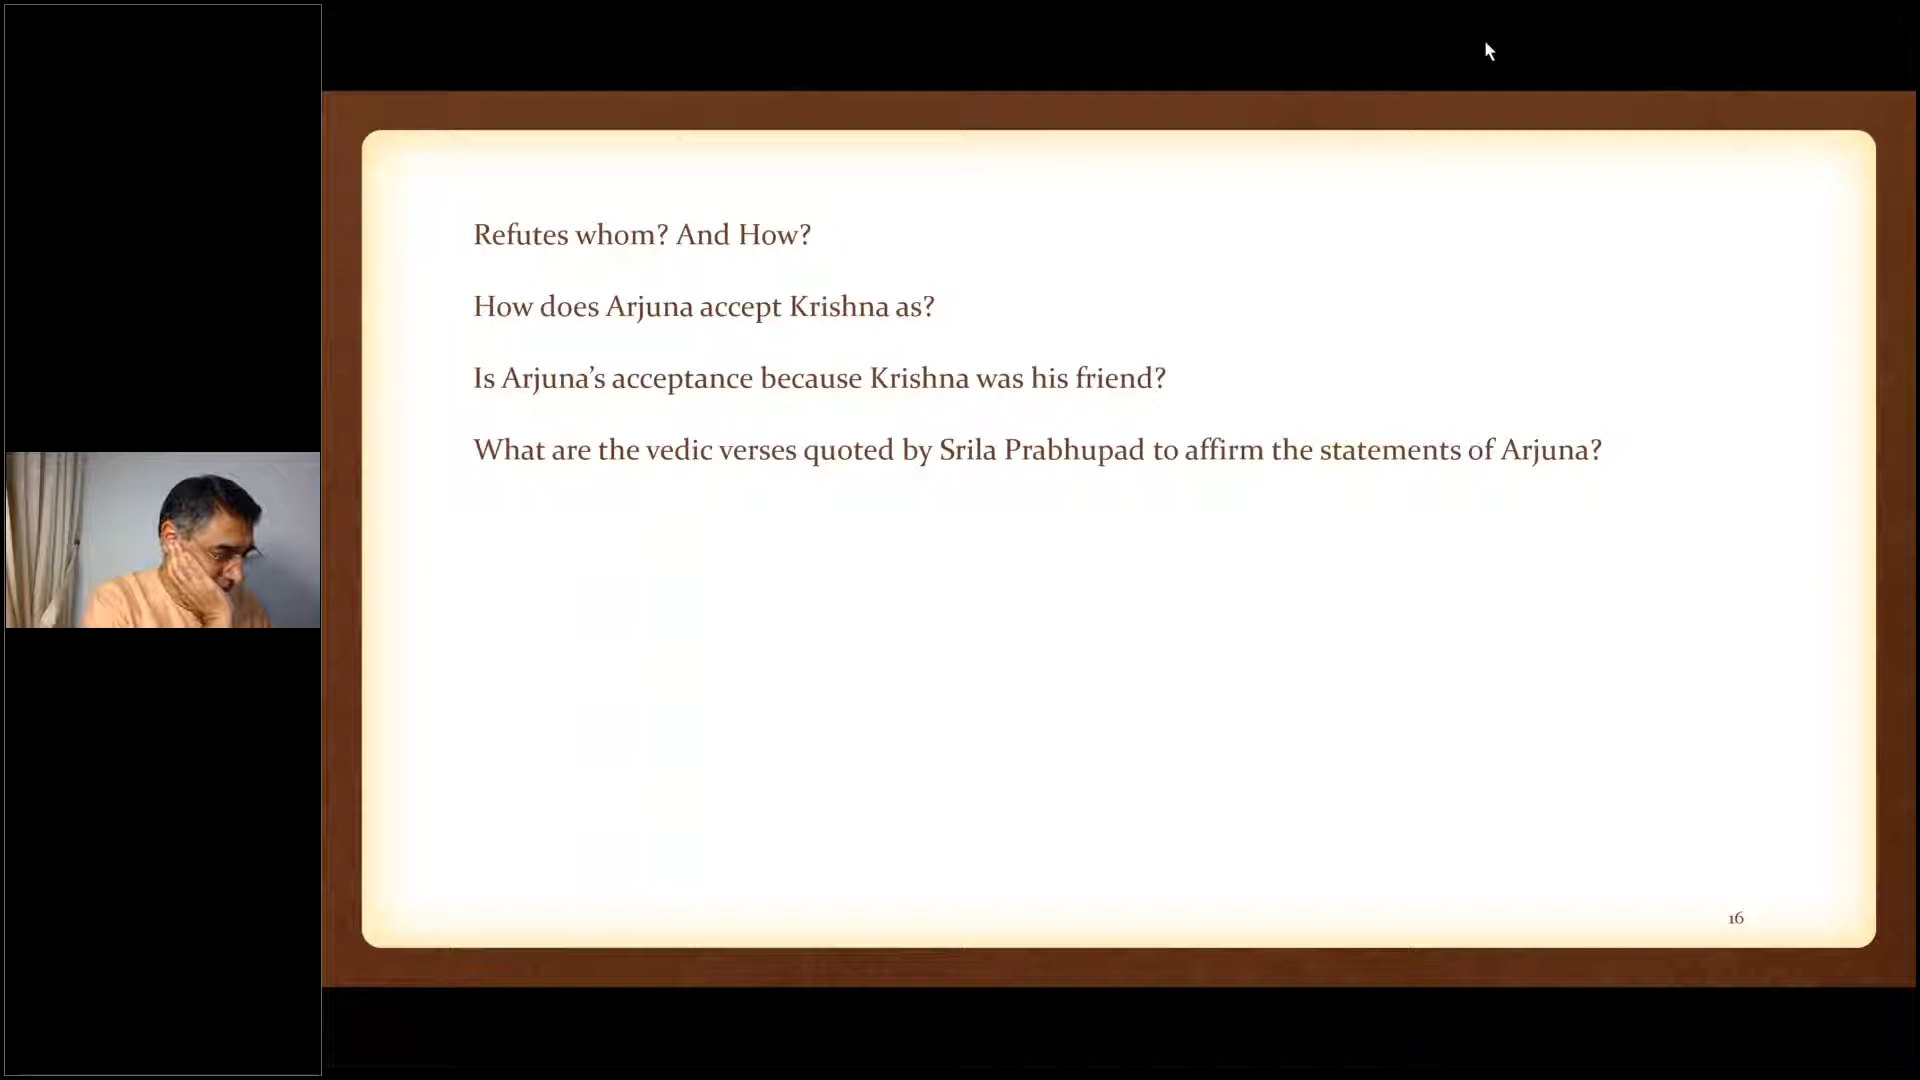 Refutes whom? And How?
How does Arjuna accept Krishna as?
Is Arjuna’s acceptance because Krishna was his friend?
What are the vedic verses quoted by Srila Prabhupad to affirm the statements of Arjuna?
16